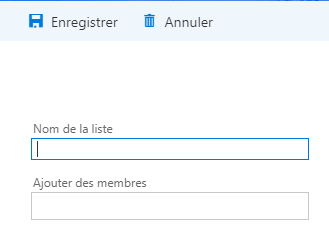 Enregistrer Annuler
Nom de la liste
Ajouter des membres